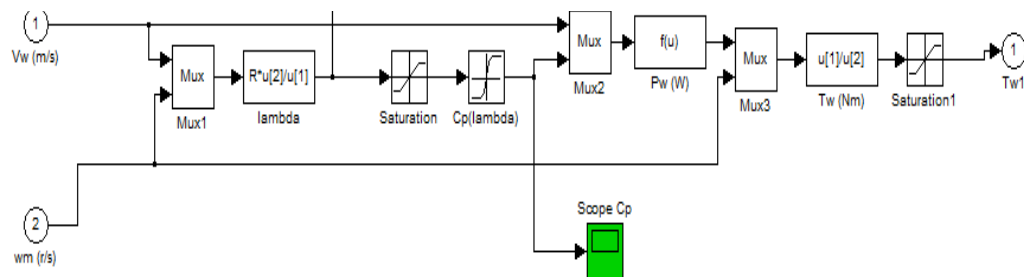 1
Vw (m/s)
Mux
Mux1
R*u[2]/u[1]
lambda
Saturation
Cp(lambda)
Mux
Mux2
f(u)
Pw (W)
Mux
Mux3
u[1]/u[2]
Tw (Nm)
Saturation1
1
Tw1
2
wm (r/s)
Scope Cp